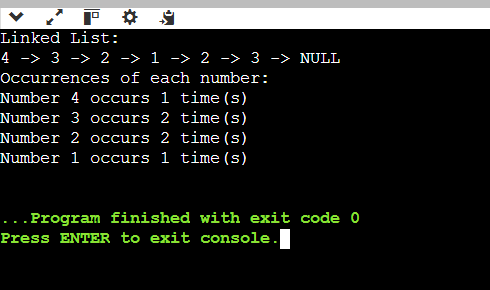 Linked List:
4 -> 3 -> 2 -> 1 -> 2 -> 3 -> NULL
Occurrences of each number:
Number 4 occurs 1 time(s)
Number 3 occurs 2 time(s)
Number 2 occurs 2 time(s)
Number 1 occurs 1 time(s)
...Program finished with exit code 0
Press ENTER to exit console.